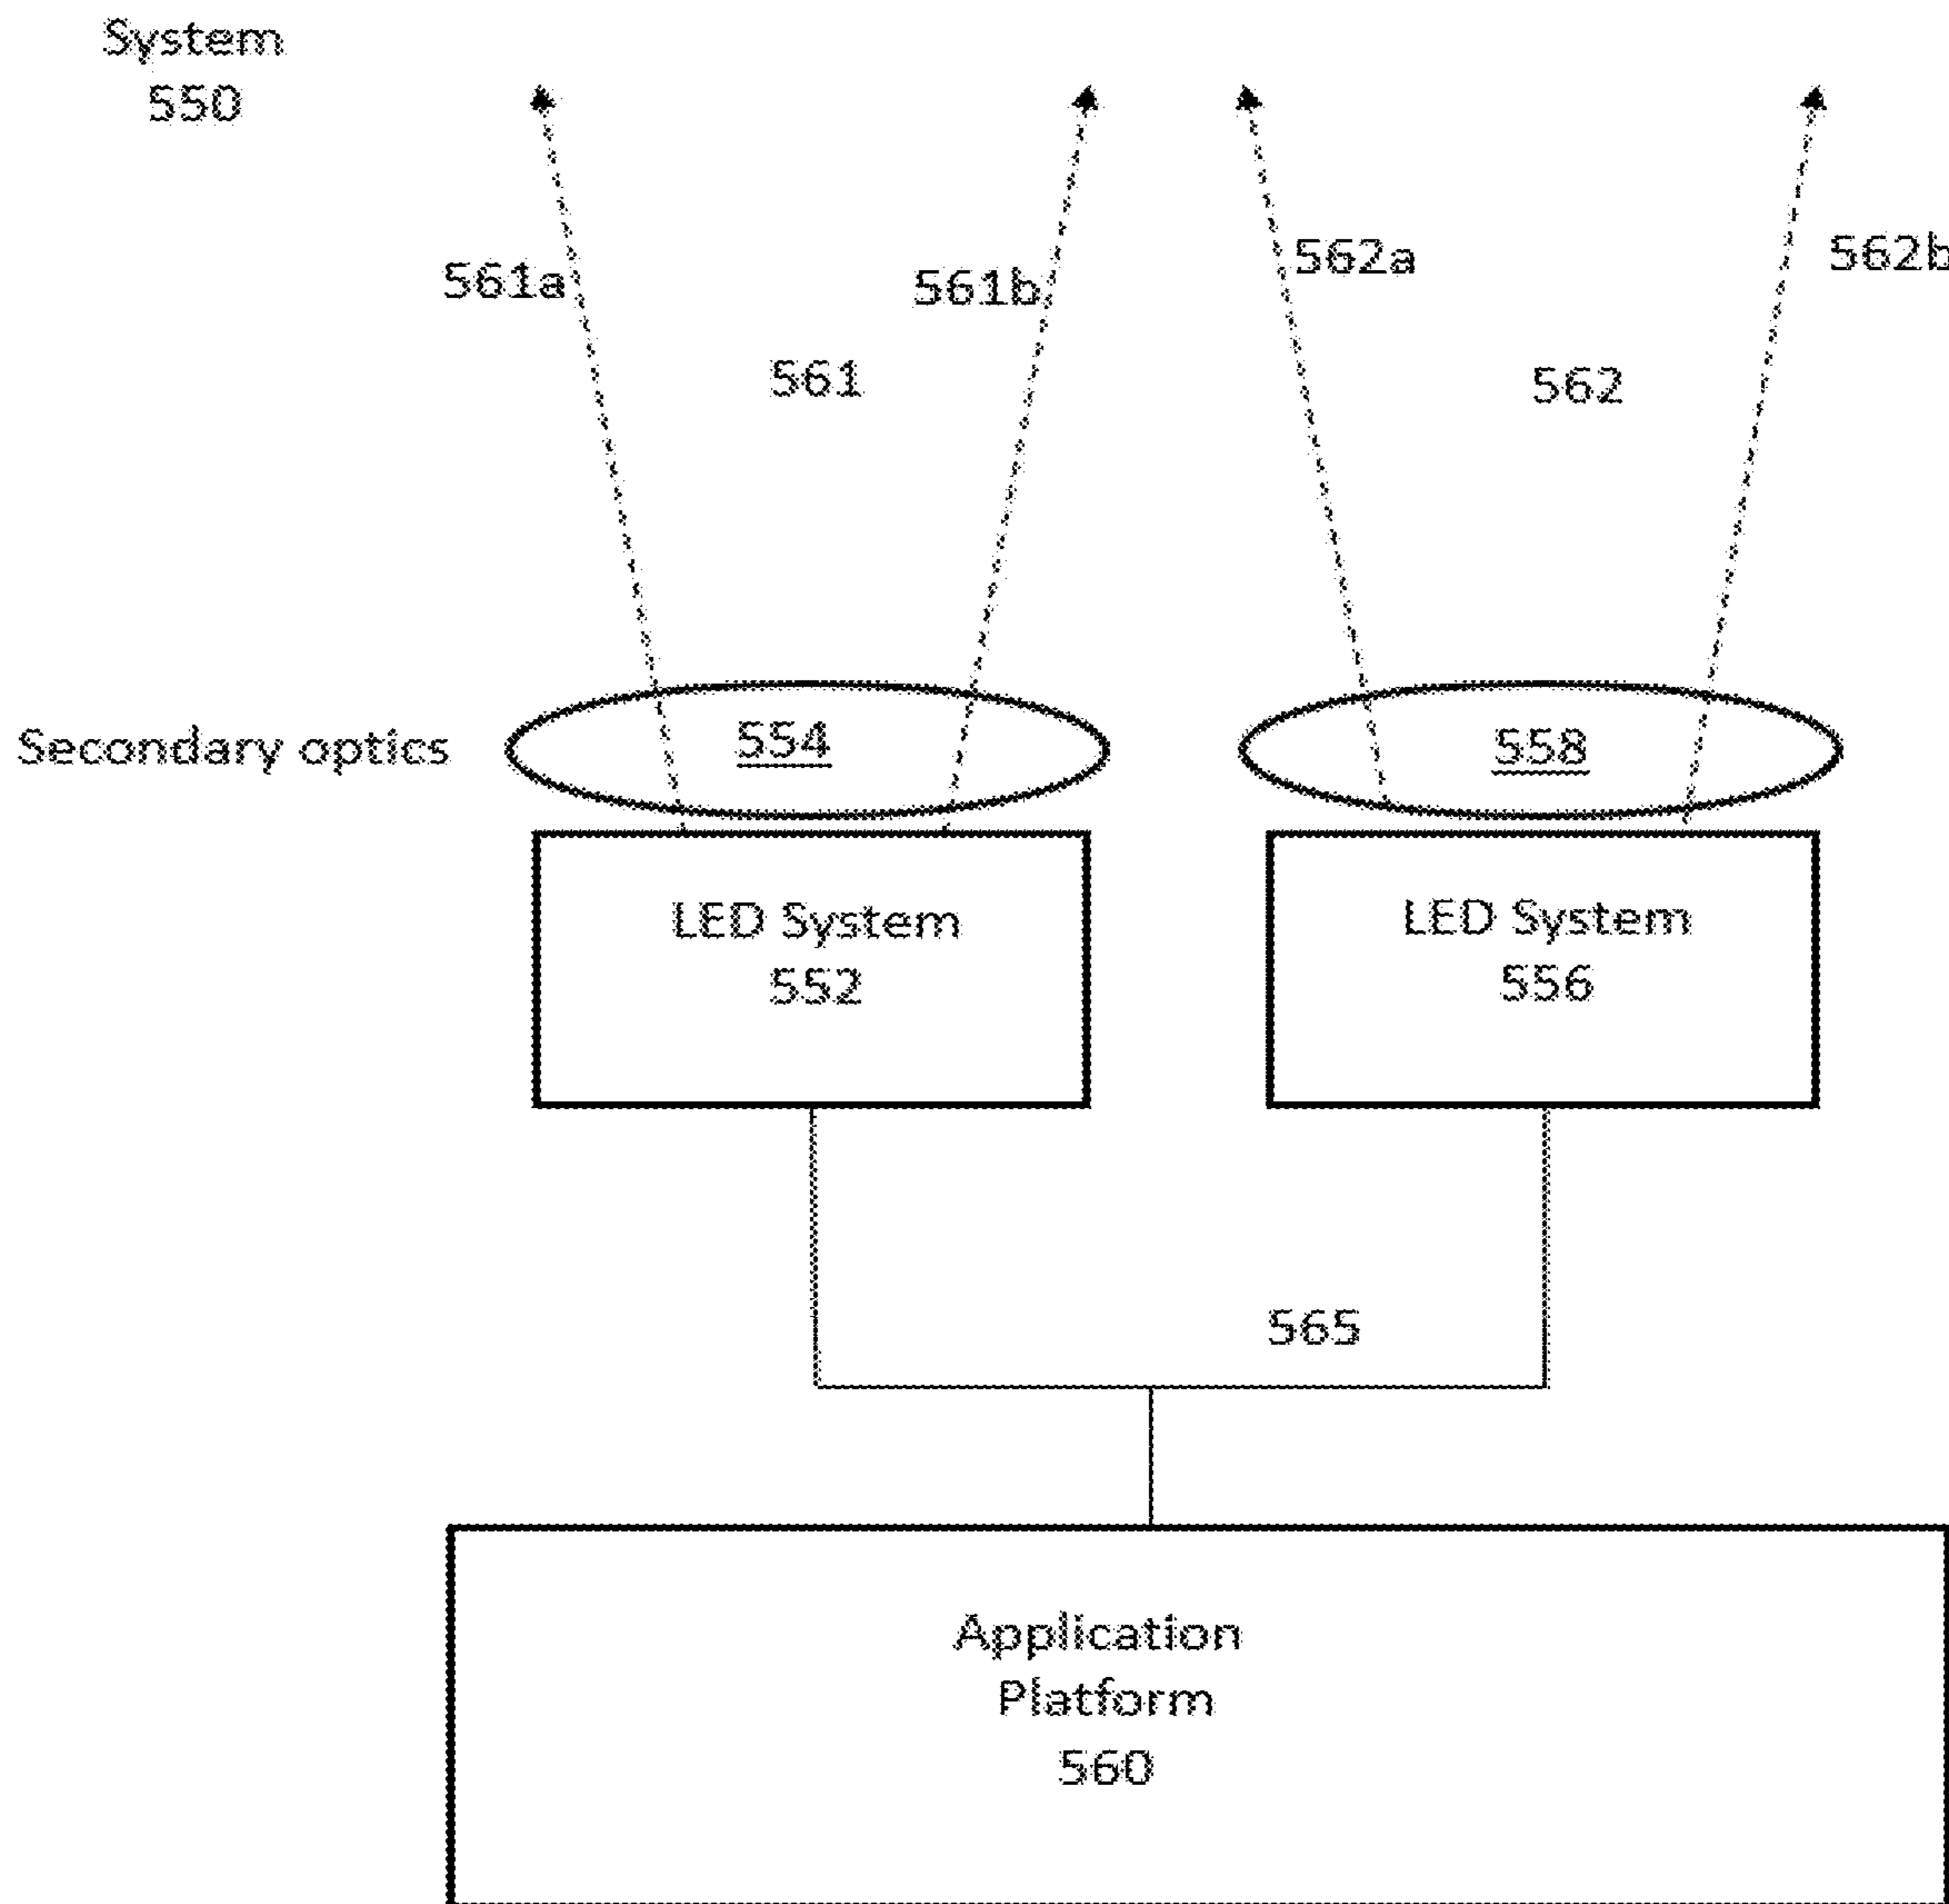 System
550
562a
562b
561a
561b
561
562
Secondary optics
554
558
LED System
552
LED System
556
565
Application
Platform
560